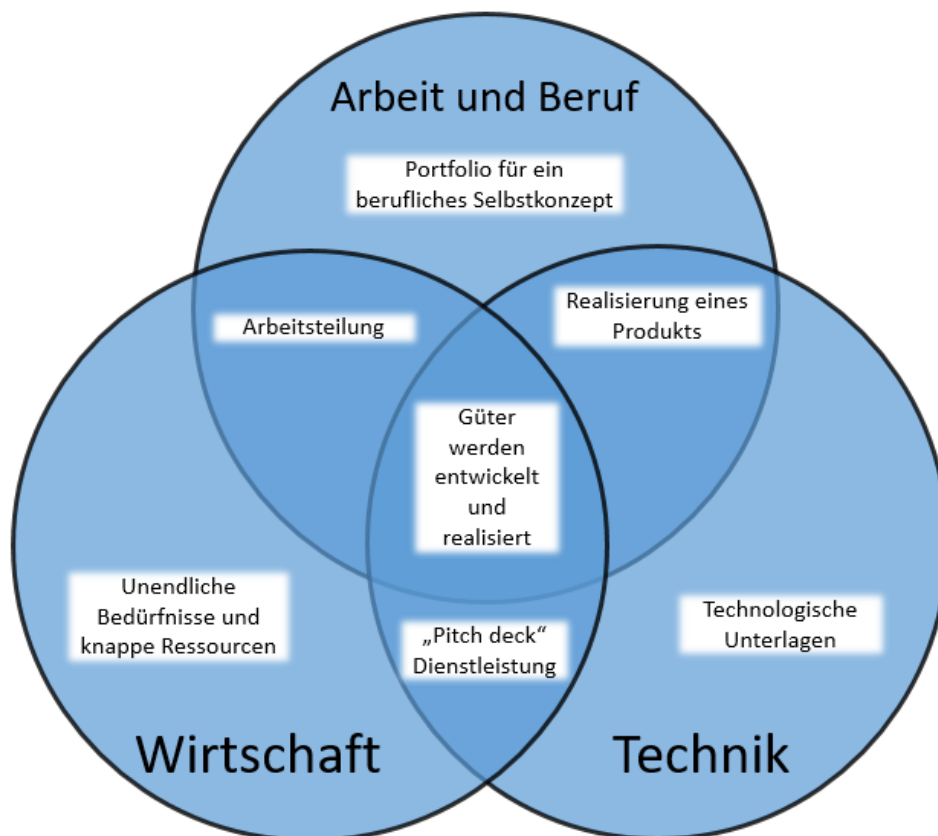 Arbeit und Beruf
Portfolio für ein
berufliches Selbstkonzept
Arbeitsteilung
Realisierung eines
Produkts
Güter
werden
entwickelt
und
realisiert
Unendliche
Bedürfnisse und
knappe Ressourcen
„Pitch deck“
Dienstleistung
Technologische
Unterlagen
Wirtschaft
Technik